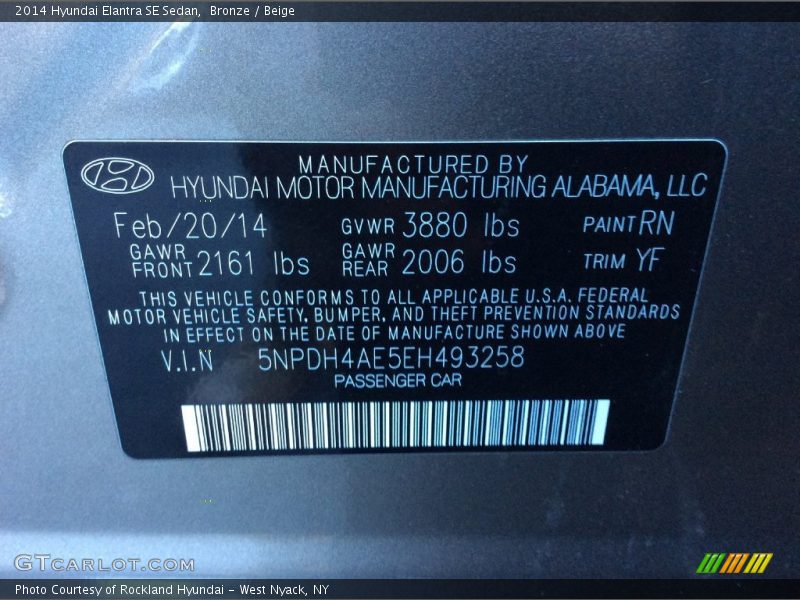 2014 Hyundai Elantra SE Sedan, Bronze / Beige
MANUFACTURED BY
HYUNDAI MOTOR MANUFACTURING ALABAMA, LLC
Feb/20/14 GVWR 3880 lbs PAINT RN
GAWR FRONT 2161 lbs GAWR REAR 2006 lbs TRIM YF
THIS VEHICLE CONFORMS TO ALL APPLICABLE U.S.A. FEDERAL
MOTOR VEHICLE SAFETY, BUMPER, AND THEFT PREVENTION STANDARDS
IN EFFECT ON THE DATE OF MANUFACTURE SHOWN ABOVE
V.I.N 5NPDH4AE5EH493258
PASSENGER CAR
GTCARLOT.COM
Photo Courtesy of Rockland Hyundai - West Nyack, NY